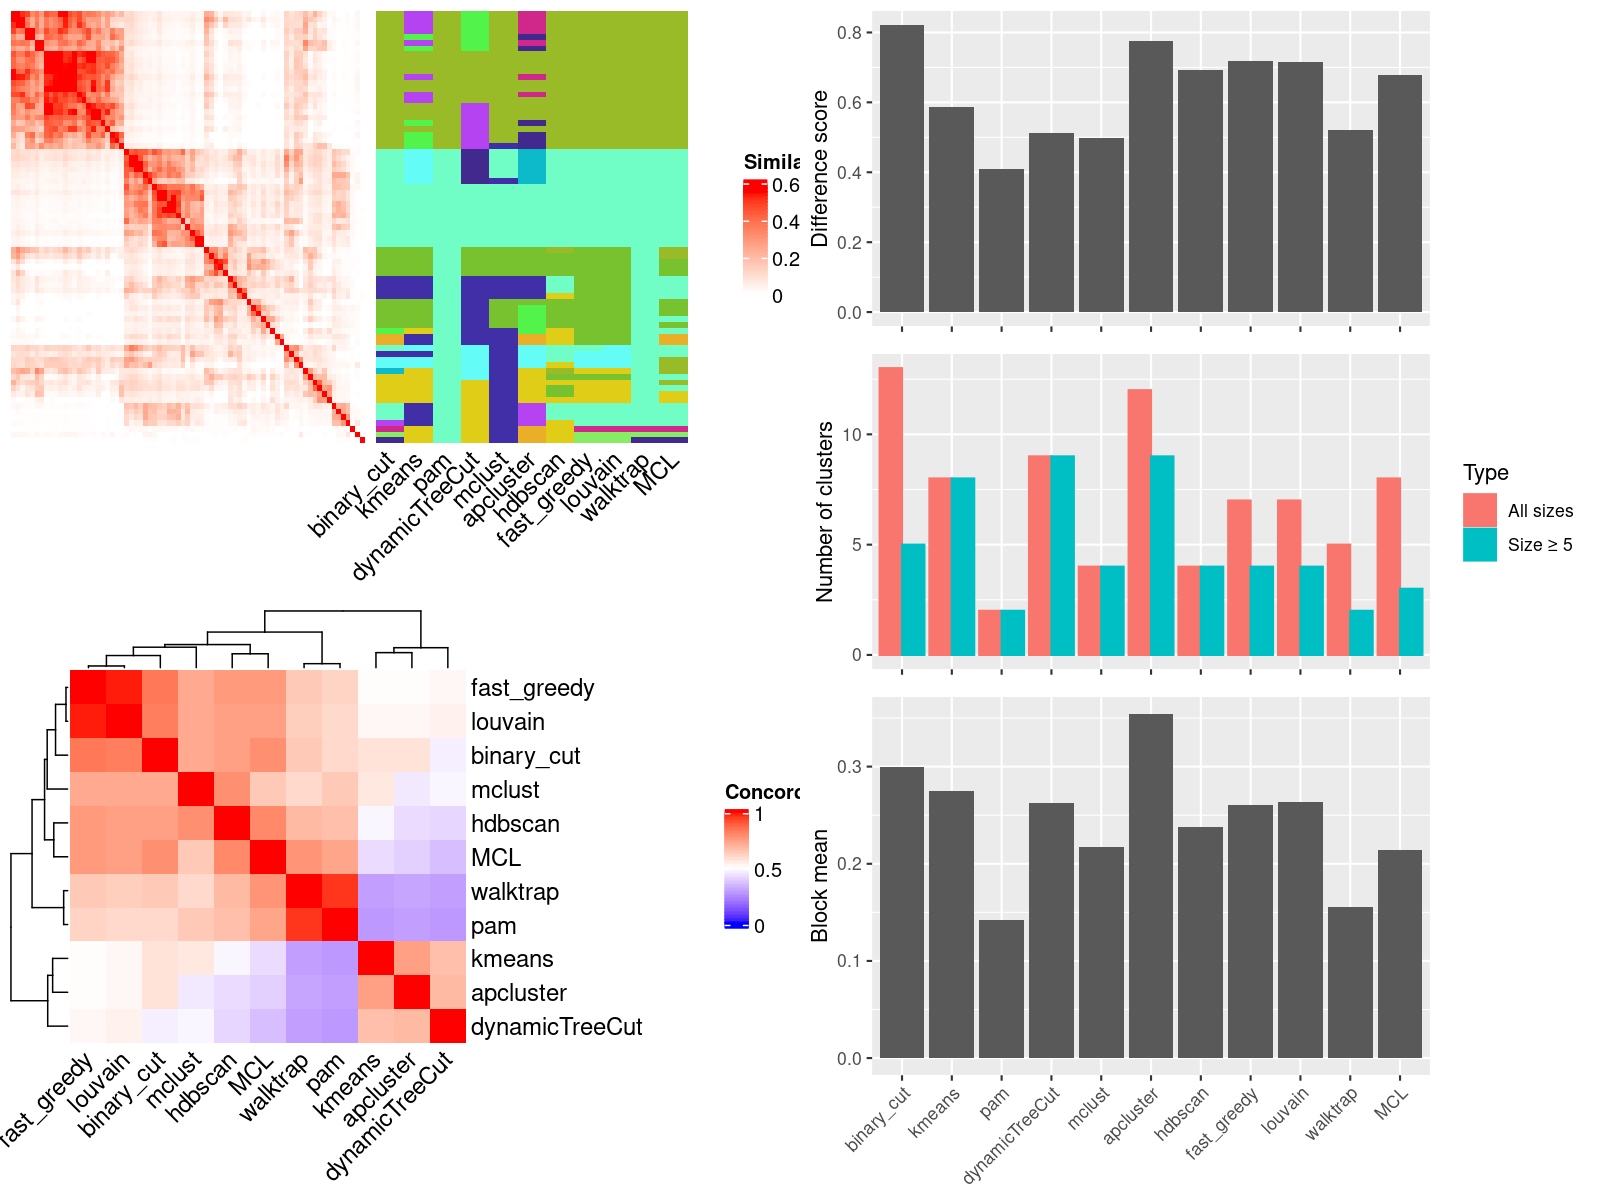 Simila
0.6
0.4
0.2
0
binary_cut
kmeans
pam
dynamicTreeCut
mclust
apcluster
hdbscan
fast_greedy
louvain
walktrap
MCL
fast_greedy
louvain
binary_cut
mclust
hdbscan
MCL
walktrap
pam
kmeans
apcluster
dynamicTreeCut
fast_greedy
louvain
binary_cut
mclust
hdbscan
MCL
walktrap
pam
kmeans
apcluster
dynamicTreeCut
Concorc
1
0.5
0
Difference score
0.8
0.6
0.4
0.2
0.0
Number of clusters
10
5
0
Type
All sizes
Size ≥ 5
Block mean
0.3
0.2
0.1
0.0
binary_cut
kmeans
pam
dynamicTreeCut
mclust
apcluster
hdbscan
fast_greedy
louvain
walktrap
MCL